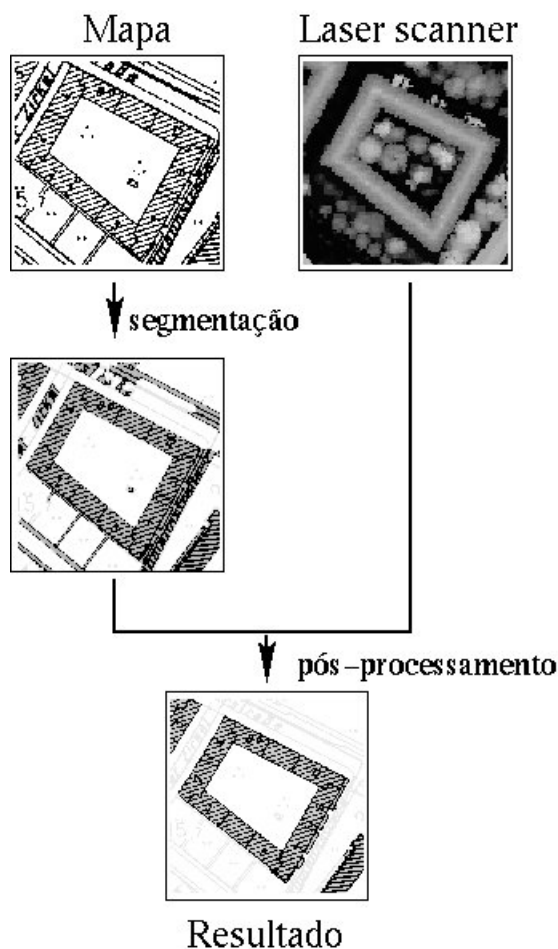 Mapa
Laser scanner
segmentação
pós-processamento
Resultado